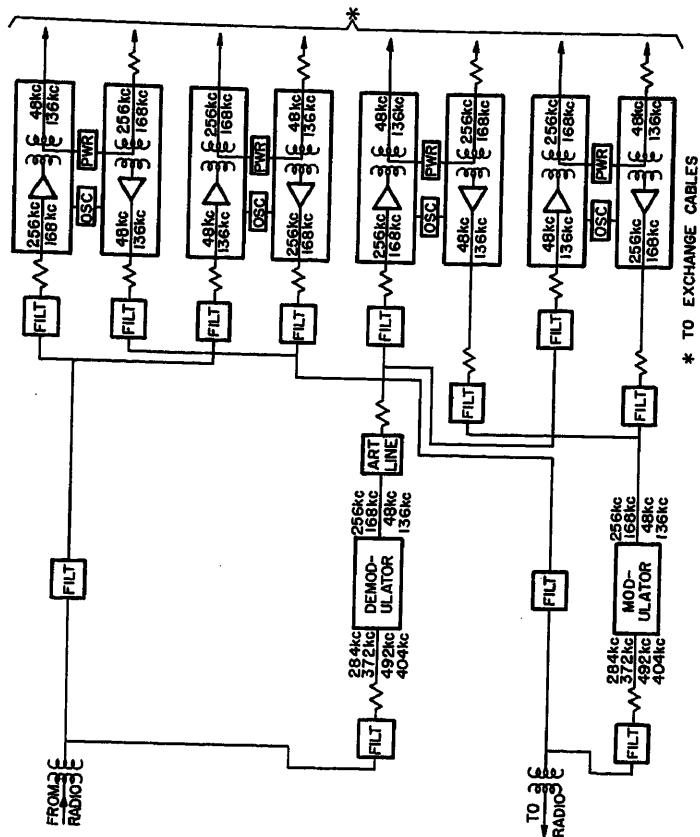 *
48kc
136kc
256kc
168kc
PWR
OSC
256kc
168kc
48kc
136kc
FILT
FILT
256kc
168kc
48kc
136kc
PWR
OSC
48kc
136kc
256kc
168kc
FILT
FILT
48kc
136kc
256kc
168kc
PWR
OSC
256kc
168kc
48kc
136kc
FILT
FILT
256kc
168kc
48kc
136kc
PWR
OSC
48kc
136kc
256kc
168kc
FILT
FILT
FILT
ART
LINE
256kc
168kc
48kc
136kc
DEMOD-
ULATOR
284kc
372kc
492kc
404kc
FILT
FROM
RADIO
FILT
256kc
168kc
48kc
136kc
MOD-
ULATOR
284kc
372kc
492kc
404kc
FILT
TO
RADIO
* TO EXCHANGE CABLES